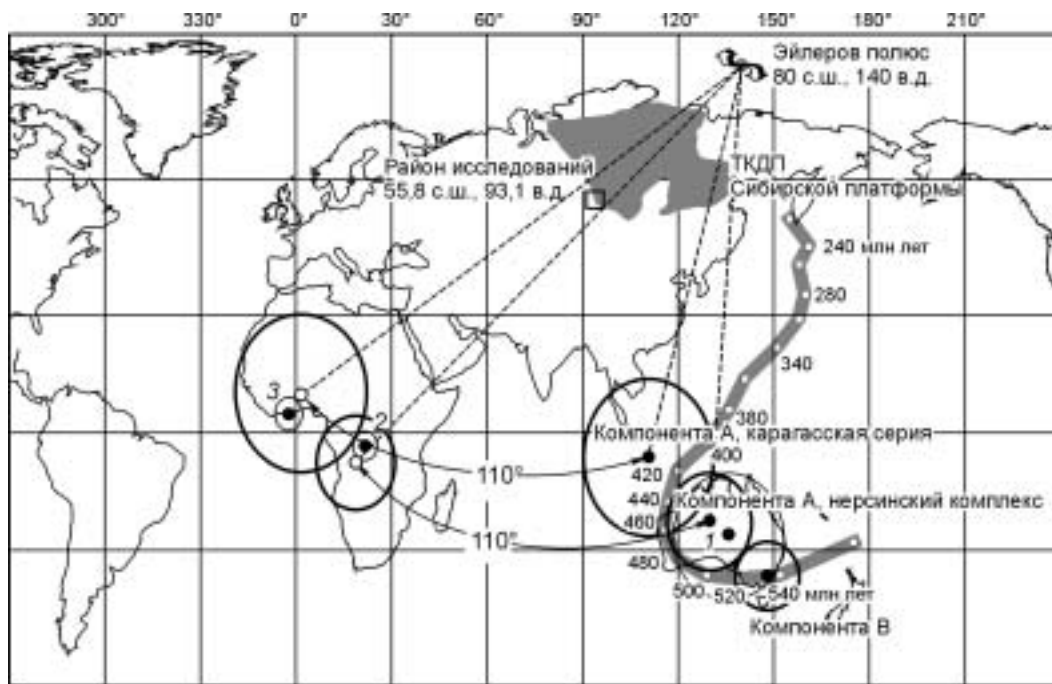 300° 330° 0° 30° 60° 90° 120° 150° 180° 210°
Эйлеров полюс
80 с.ш., 140 в.д.
Район исследований
55,8 с.ш., 93,1 в.д.
ТКДП
Сибирской платформы
240 млн лет
280
340
3
380
2
Компонента А, карагасская серия
400
110°
420
440
Компонента А, нерсинский комплекс
460
1
110°
480
500
520
540 млн лет
Компонента В